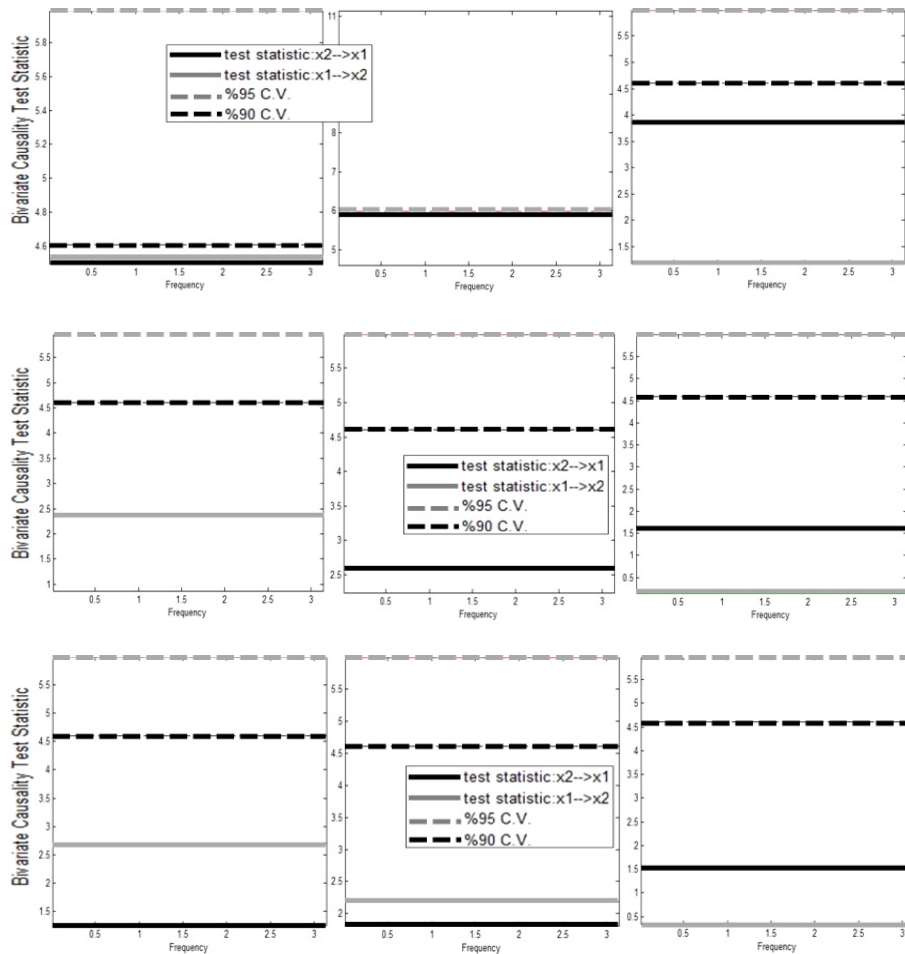 Bivariate Causality Test Statistic
5.8
5.6
5.4
5.2
5
4.8
4.6
0.5 1 1.5 2 2.5 3
Frequency
test statistic:x2-->x1
test statistic:x1-->x2
%95 C.V.
%90 C.V.
11
8
7
6
5
0.5 1 1.5 2 2.5 3
Frequency
5.5
5
4.5
4
3.5
3
2.5
2
1.5
0.5 1 1.5 2 2.5 3
Frequency
Bivariate Causality Test Statistic
5.5
5
4.5
4
3.5
3
2.5
2
1.5
1
0.5 1 1.5 2 2.5 3
Frequency
5.5
5
4.5
4
3.5
3
2.5
0.5 1 1.5 2 2.5 3
Frequency
test statistic:x2-->x1
test statistic:x1-->x2
%95 C.V.
%90 C.V.
5.5
5
4.5
4
3.5
3
2.5
2
1.5
1
0.5
0.5 1 1.5 2 2.5 3
Frequency
Bivariate Causality Test Statistic
5.5
5
4.5
4
3.5
3
2.5
2
1.5
0.5 1 1.5 2 2.5 3
Frequency
5.5
5
4.5
4
3.5
3
2.5
2
0.5 1 1.5 2 2.5 3
Frequency
test statistic:x2-->x1
test statistic:x1-->x2
%95 C.V.
%90 C.V.
5.5
5
4.5
4
3.5
3
2.5
2
1.5
1
0.5
0.5 1 1.5 2 2.5 3
Frequency